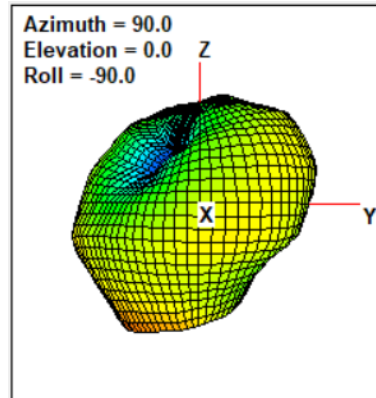 Azimuth = 90.0
Elevation = 0.0
Roll = -90.0
Z
X
Y